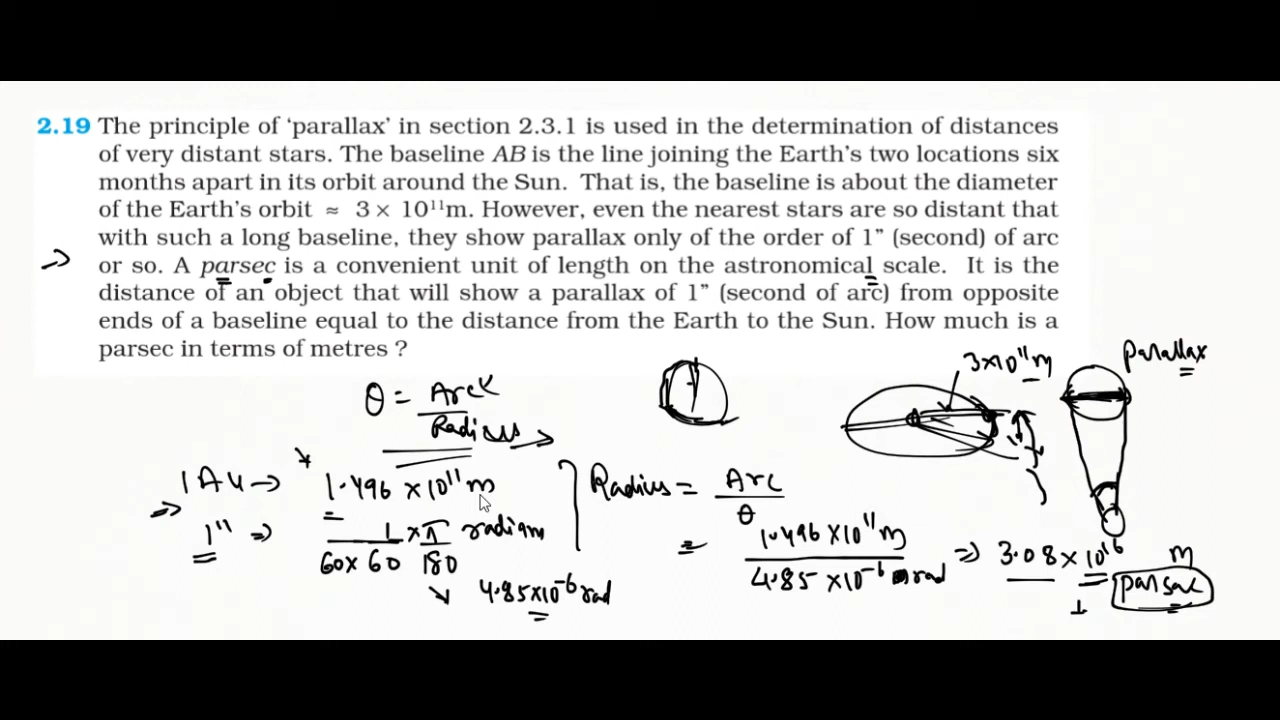 2.19 The principle of ‘parallax’ in section 2.3.1 is used in the determination of distances
of very distant stars. The baseline AB is the line joining the Earth’s two locations six
months apart in its orbit around the Sun. That is, the baseline is about the diameter
of the Earth’s orbit ≈ 3 × 10¹¹m. However, even the nearest stars are so distant that
with such a long baseline, they show parallax only of the order of 1” (second) of arc
or so. A parsec is a convenient unit of length on the astronomical scale. It is the
distance of an object that will show a parallax of 1” (second of arc) from opposite
ends of a baseline equal to the distance from the Earth to the Sun. How much is a
parsec in terms of metres ?
parallax
3×10¹¹m
θ = Arc
Radius
1 AU → 1.496 × 10¹¹ m
1" ⇒ 1 × π radian
60 × 60 180
4.85×10⁻⁶ rad
Radius = Arc
θ
= 1.496 × 10¹¹ m
4.85 × 10⁻⁶ rad
⇒ 3.08 × 10¹⁶ m
parsec